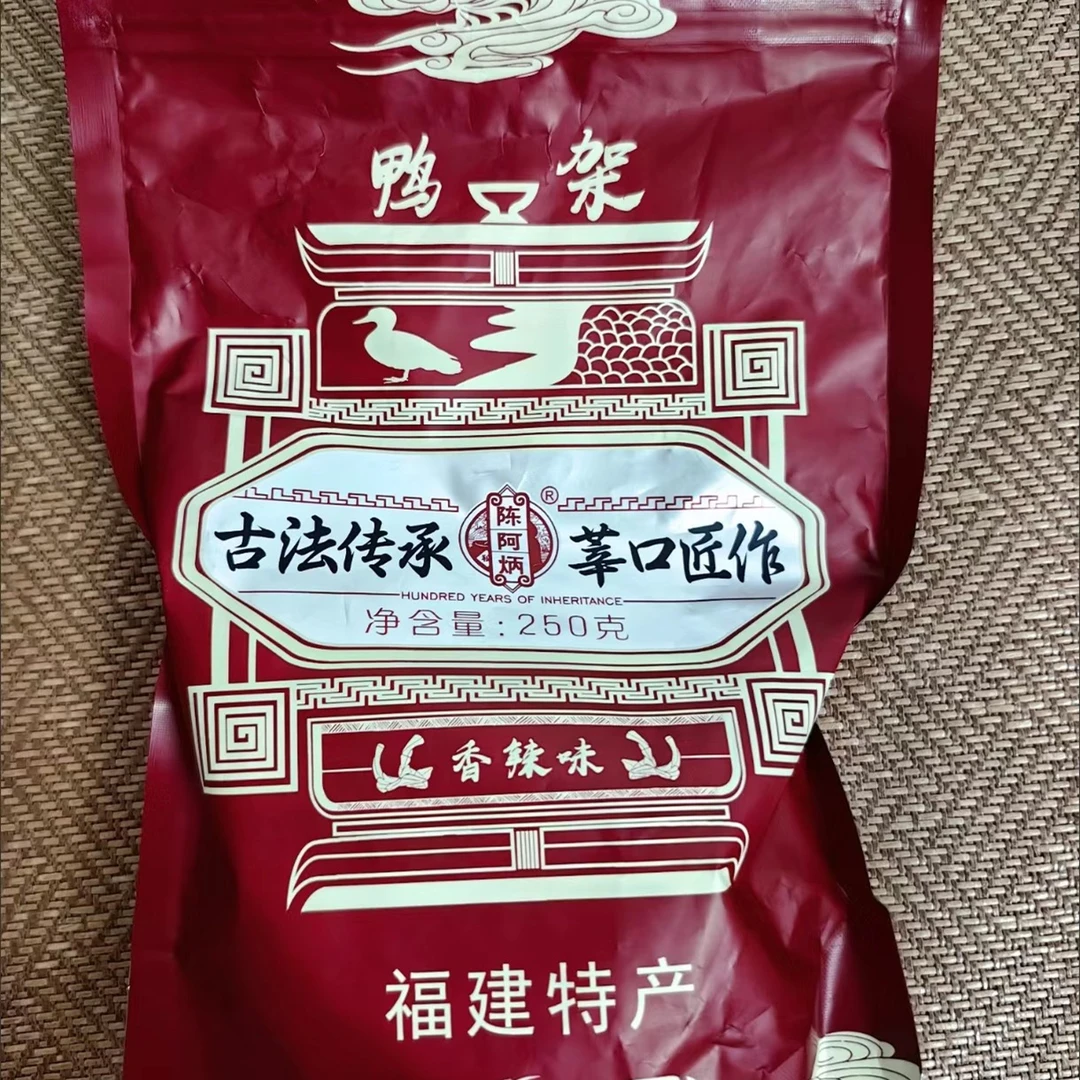 鸭架
古法传承 陈阿炳® 莘口匠作
HUNDRED YEARS OF INHERITANCE
净含量:250克
香辣味
福建特产